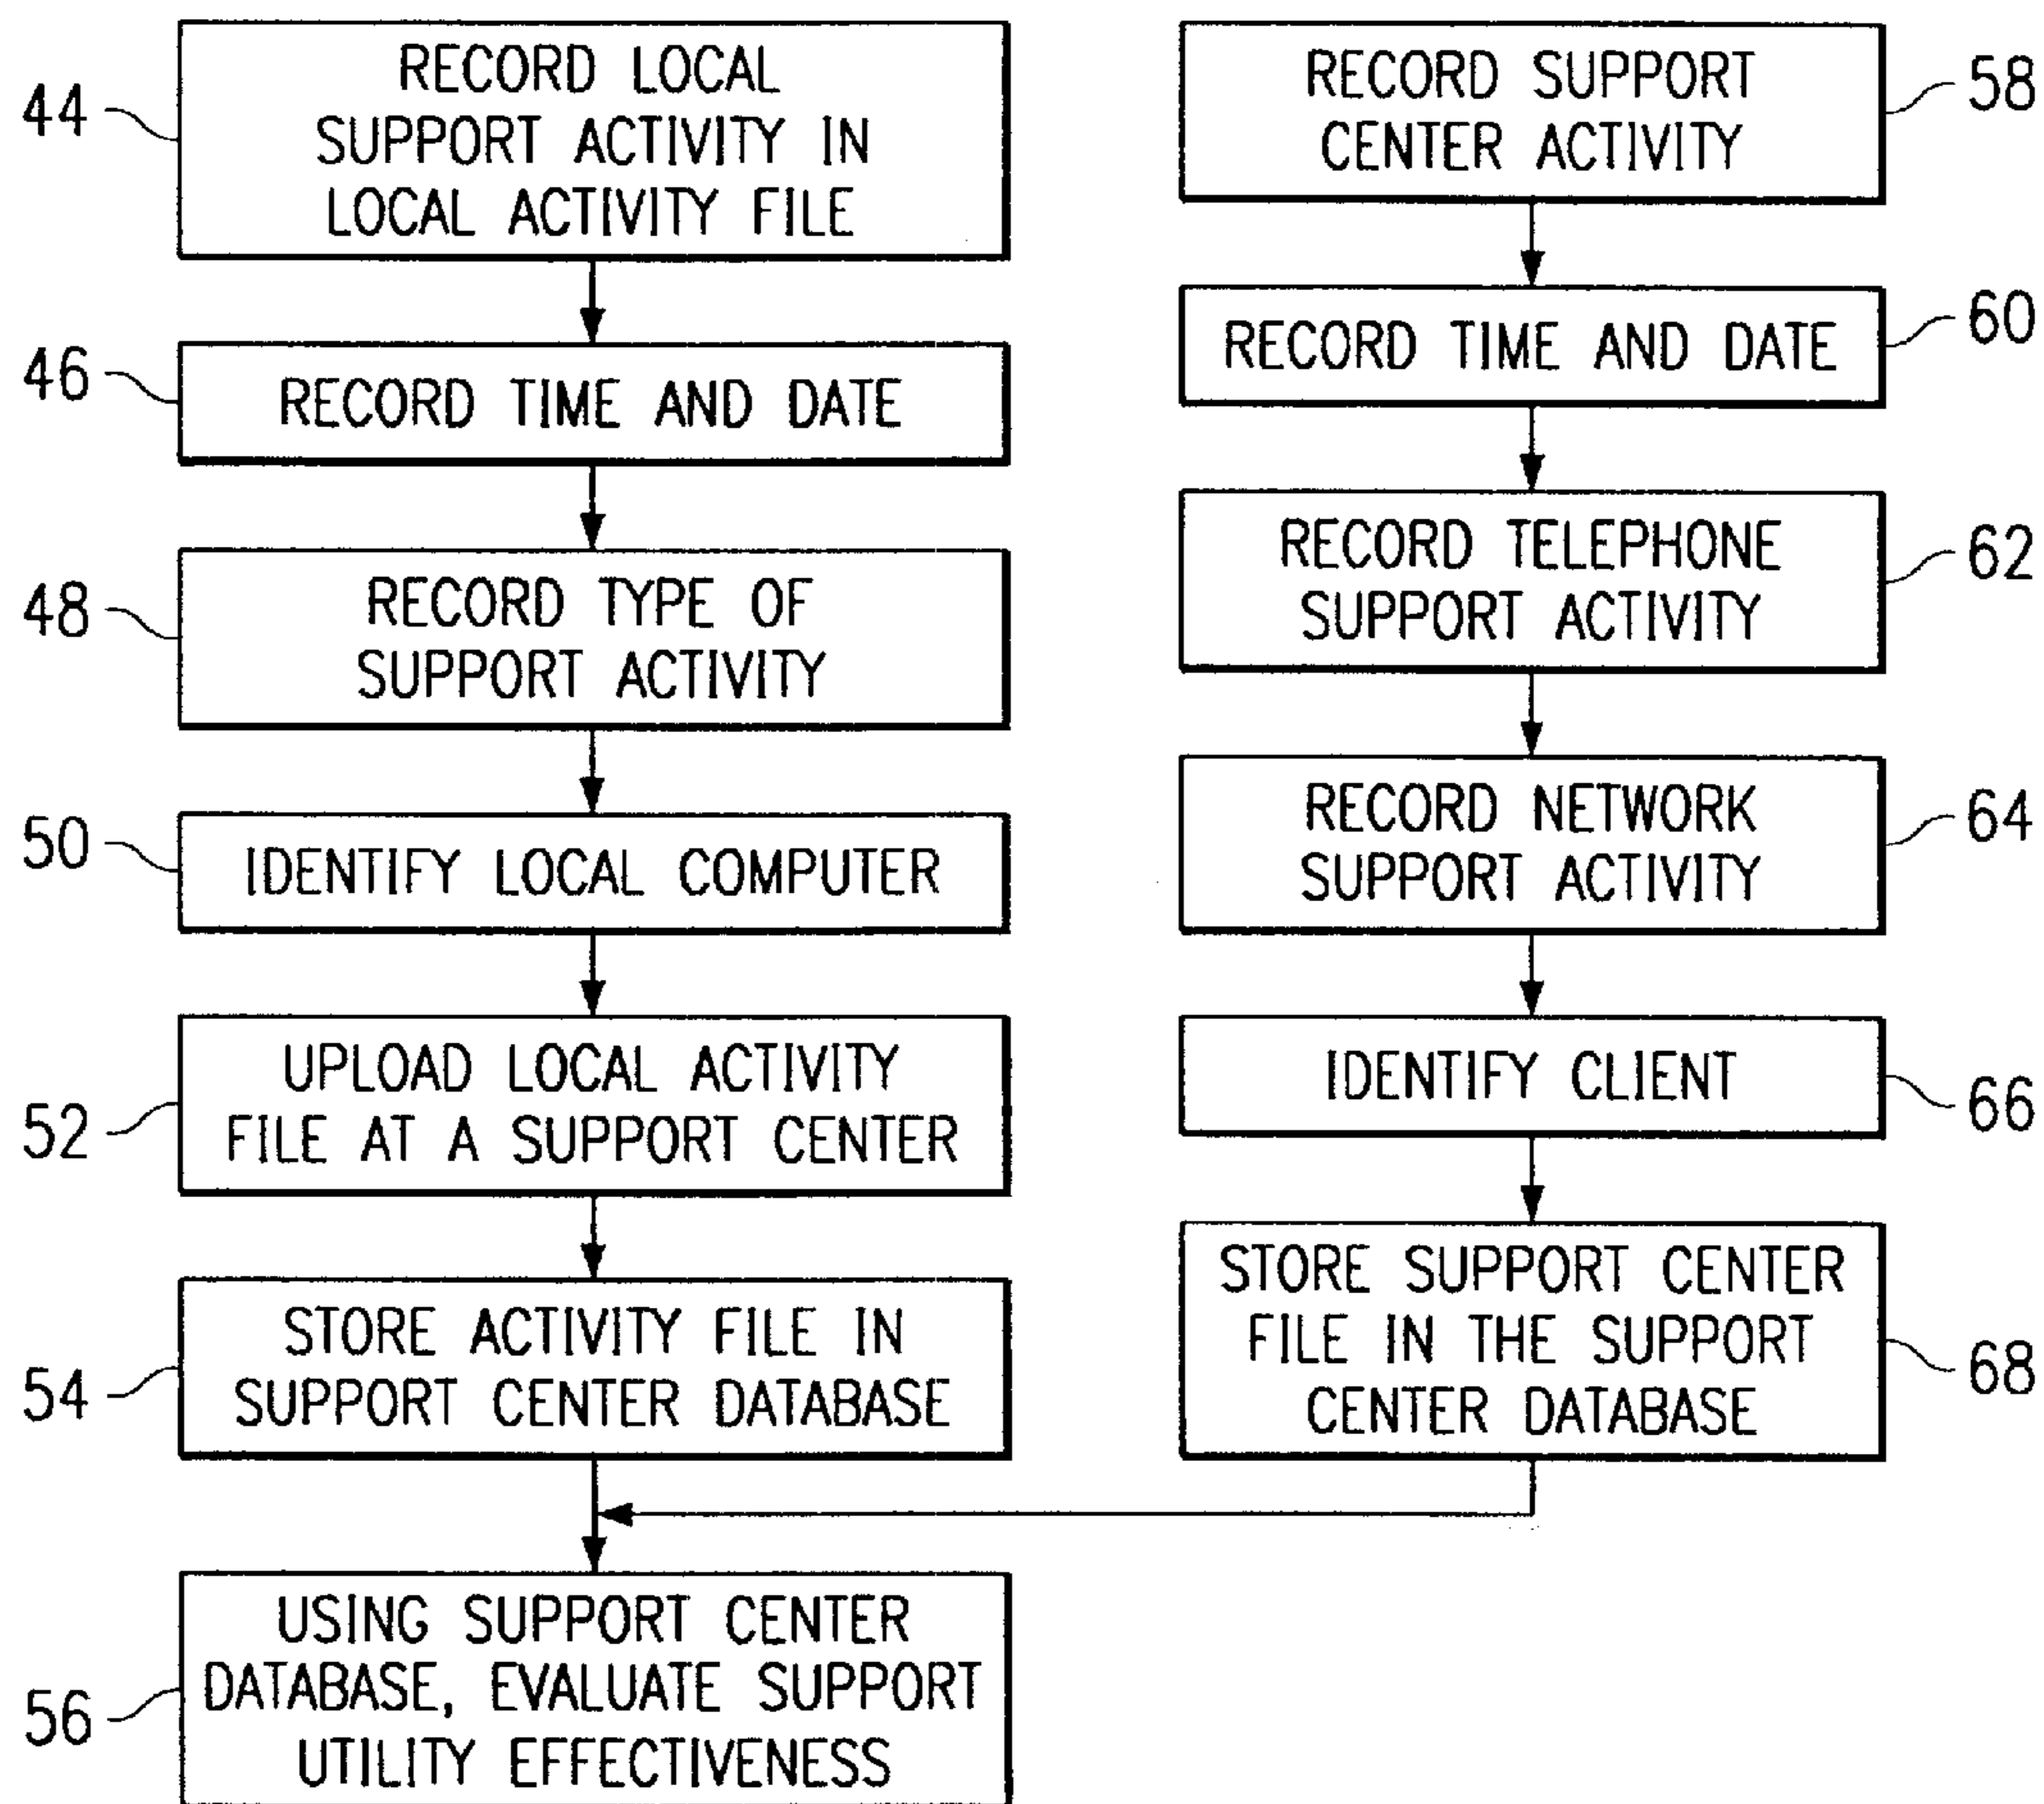 44
RECORD LOCAL
SUPPORT ACTIVITY IN
LOCAL ACTIVITY FILE
46
RECORD TIME AND DATE
48
RECORD TYPE OF
SUPPORT ACTIVITY
50
IDENTIFY LOCAL COMPUTER
52
UPLOAD LOCAL ACTIVITY
FILE AT A SUPPORT CENTER
54
STORE ACTIVITY FILE IN
SUPPORT CENTER DATABASE
56
USING SUPPORT CENTER
DATABASE, EVALUATE SUPPORT
UTILITY EFFECTIVENESS
RECORD SUPPORT
CENTER ACTIVITY
58
RECORD TIME AND DATE
60
RECORD TELEPHONE
SUPPORT ACTIVITY
62
RECORD NETWORK
SUPPORT ACTIVITY
64
IDENTIFY CLIENT
66
STORE SUPPORT CENTER
FILE IN THE SUPPORT
CENTER DATABASE
68